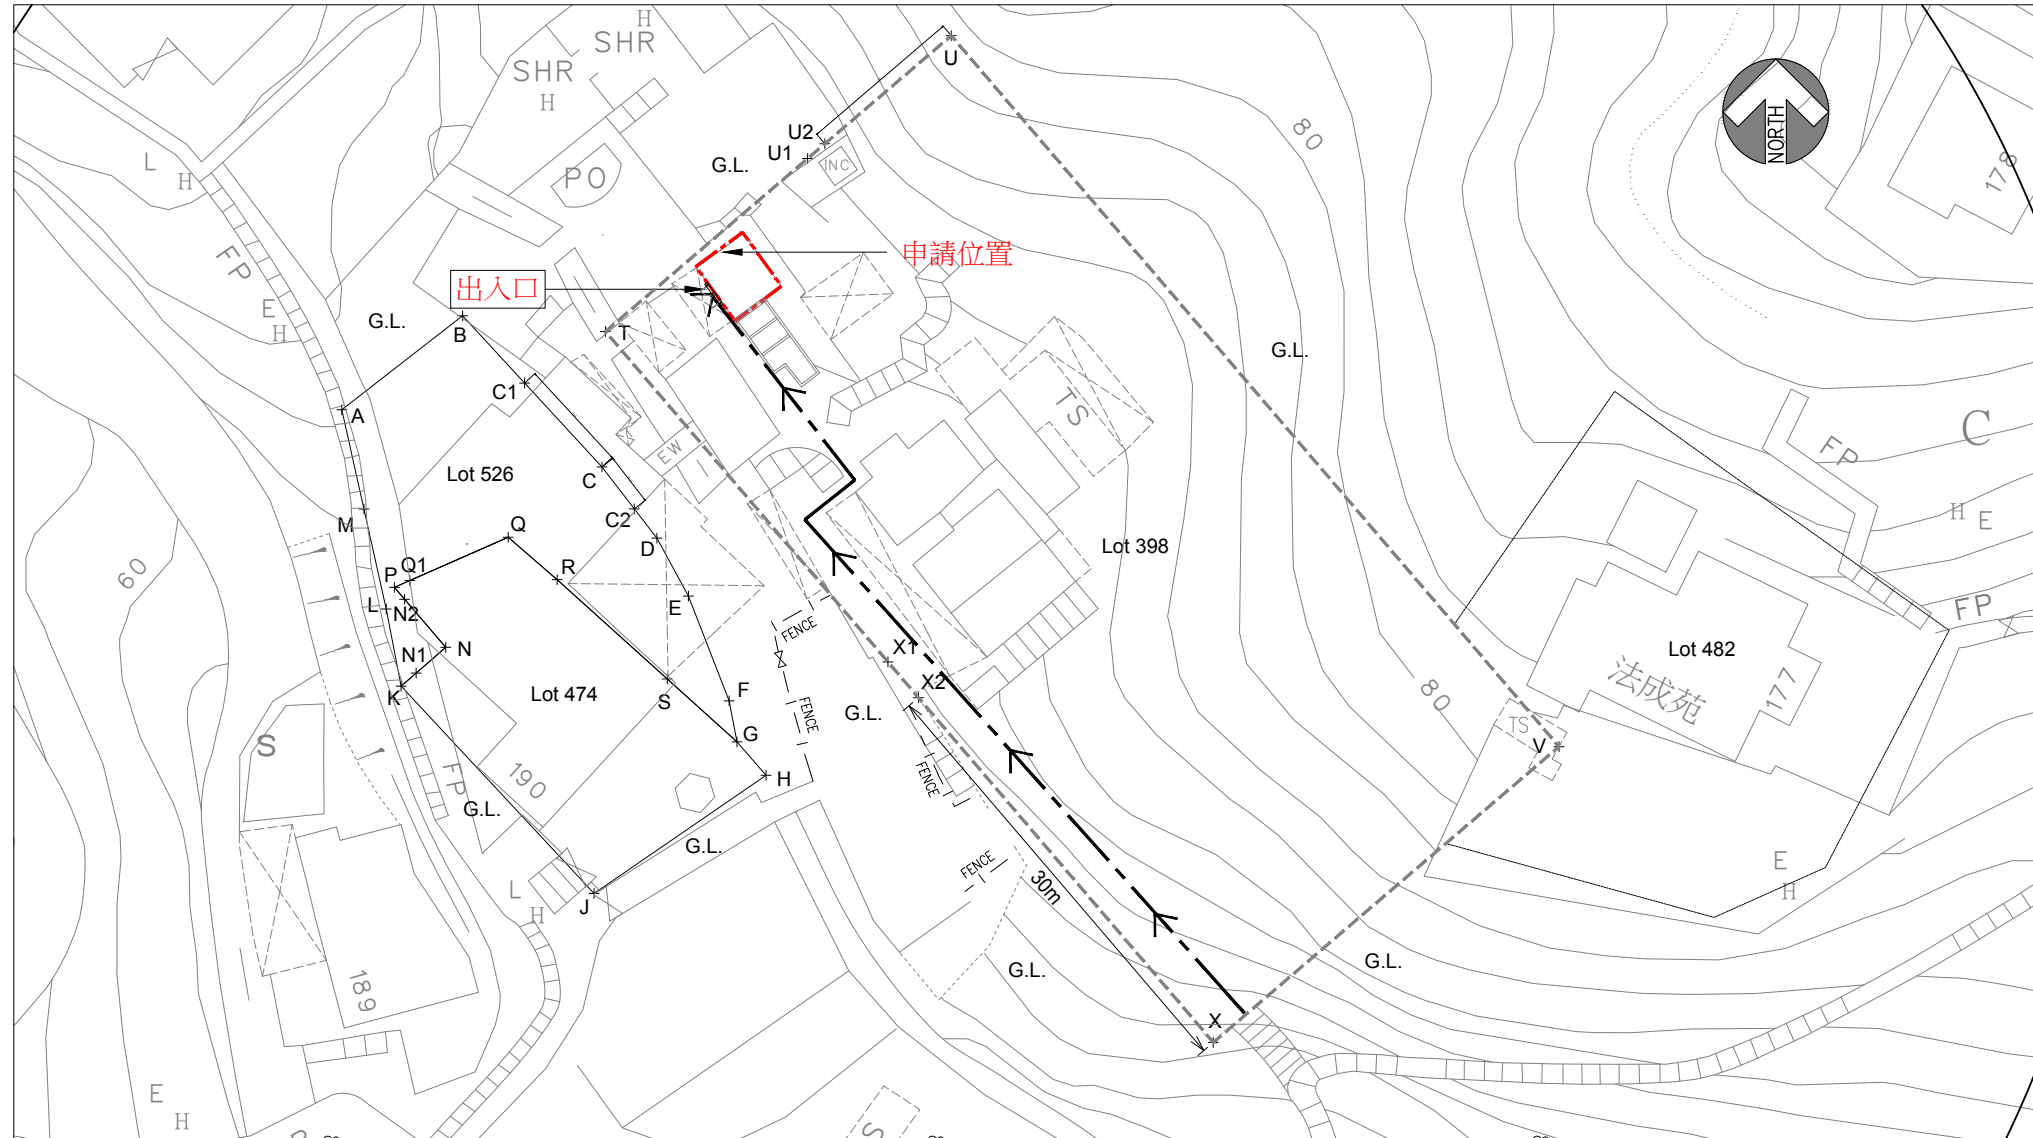 H
SHR
SHR
H
U
U2
U1
INC
G.L.
PO
L
H
80
NORTH
178
FP
E
H
申請位置
出入口
G.L.
B
T
G.L.
C1
A
TS
C
FP
EW
Lot 526
C
M
C2
Q
D
H
E
Lot 398
60
P
Q1
R
L
N2
E
FENCE
FP
N
X1
Lot 482
N1
K
Lot 474
S
F
X2
80
法成苑
177
G.L.
FENCE
TS
V
S
G
FP
190
H
FENCE
G.L.
G.L.
FENCE
30m
E
H
L
H
J
G.L.
G.L.
189
X
E
H
S